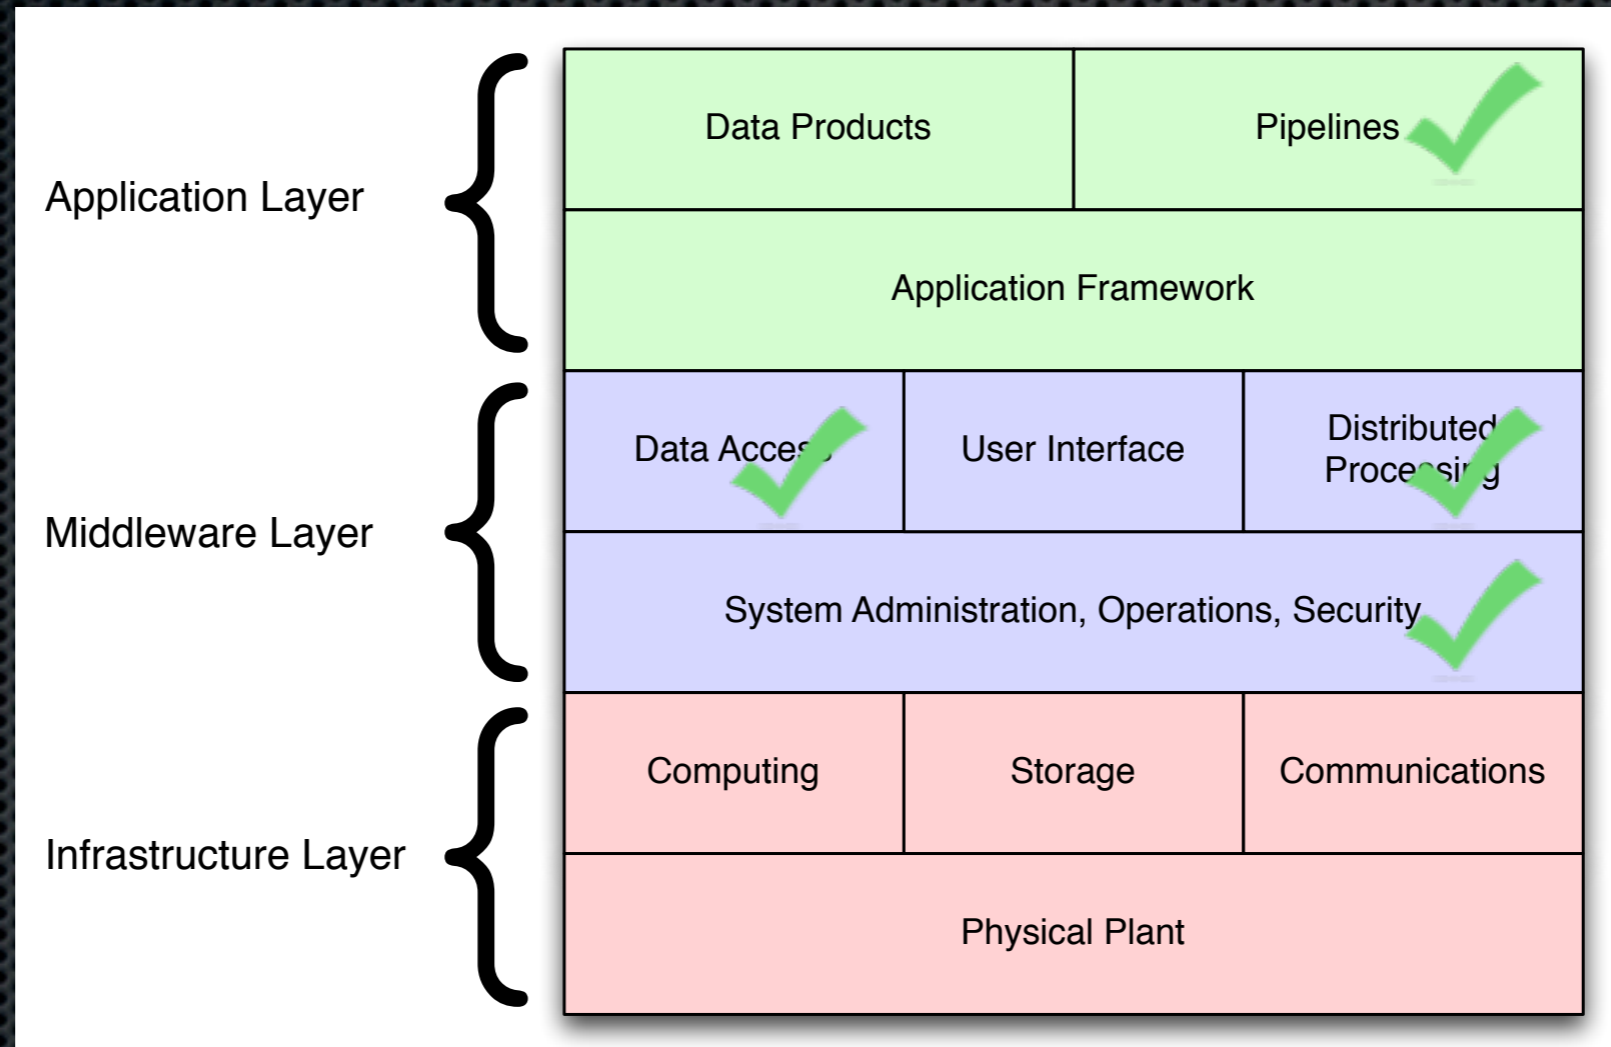 Data Products
Pipelines
Application Layer
Application Framework
Data Access
User Interface
Distributed
Processing
Middleware Layer
System Administration, Operations, Security
Computing
Storage
Communications
Infrastructure Layer
Physical Plant